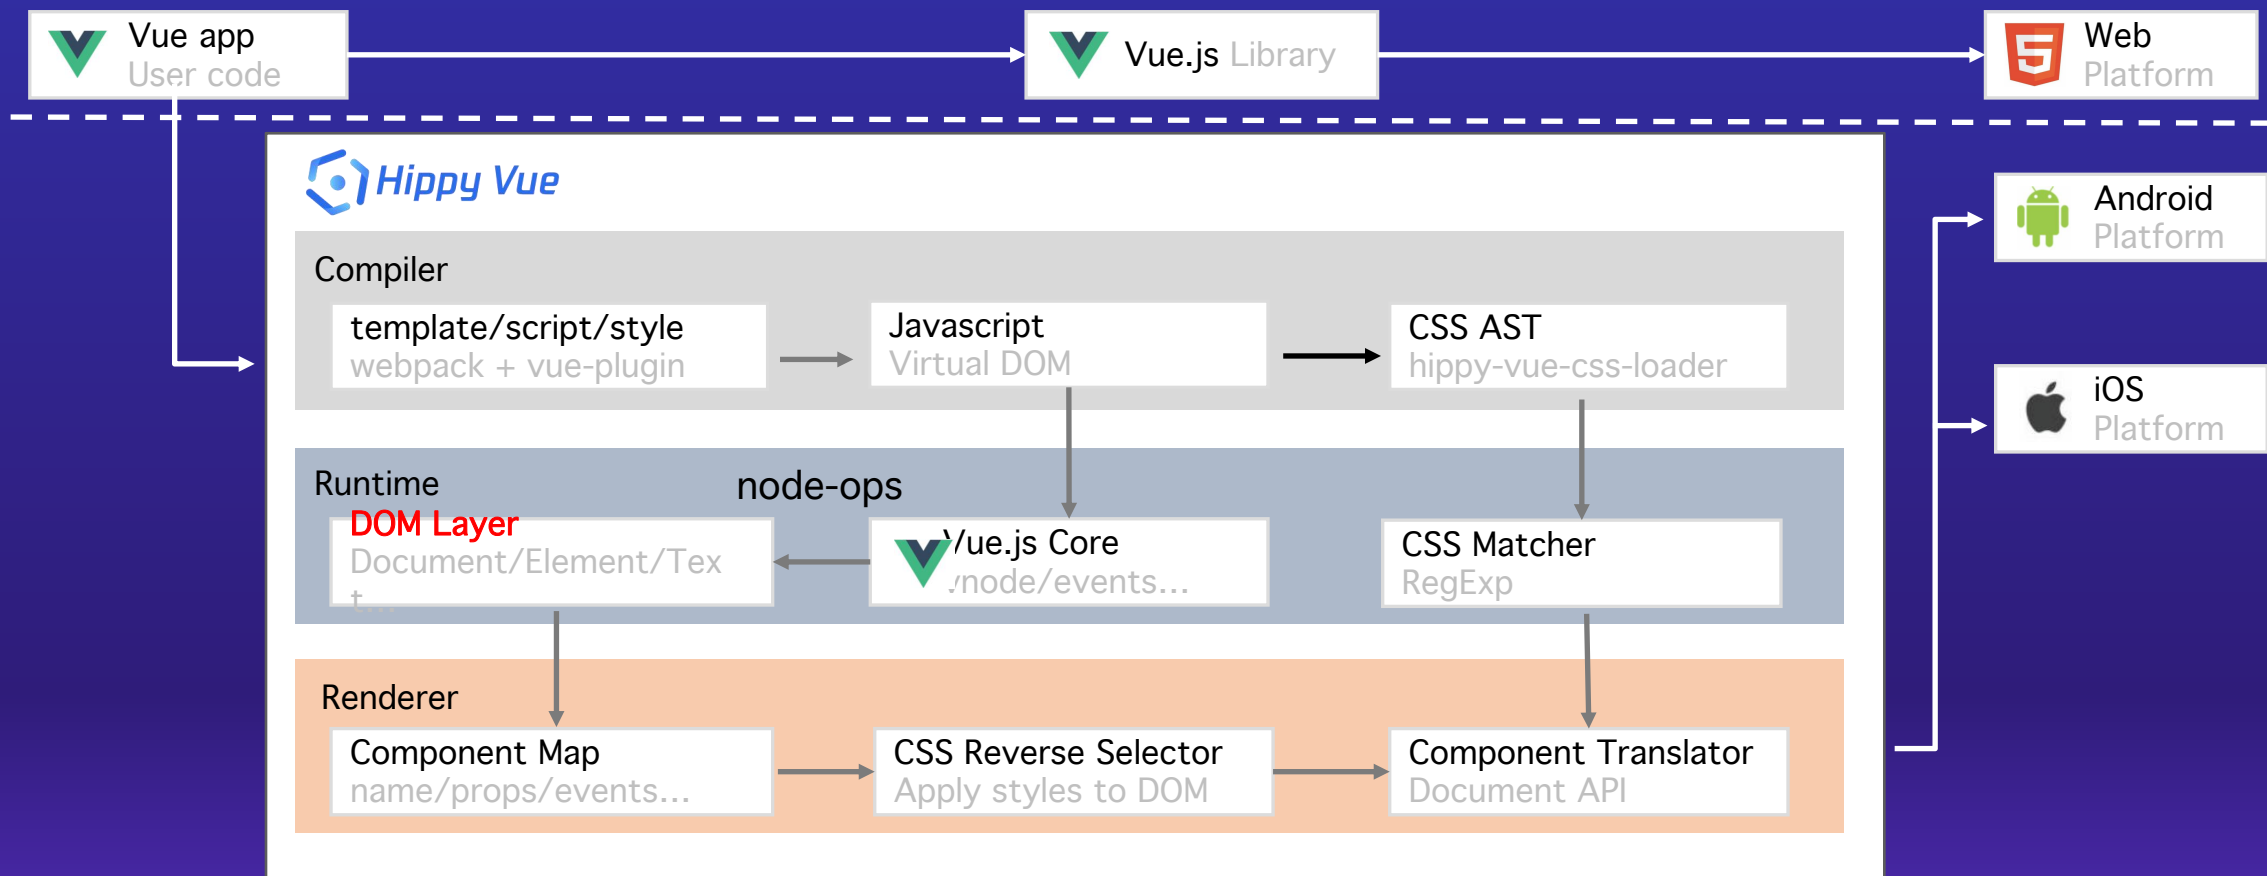 Vue app
User code
Vue.js Library
Web
Platform
Hippy Vue
Android
Platform
iOS
Platform
Compiler
template/script/style
webpack + vue-plugin
Javascript
Virtual DOM
CSS AST
hippy-vue-css-loader
Runtime
node-ops
DOM Layer
Document/Element/Tex
t...
Vue.js Core
vnode/events...
CSS Matcher
RegExp
Renderer
Component Map
name/props/events...
CSS Reverse Selector
Apply styles to DOM
Component Translator
Document API